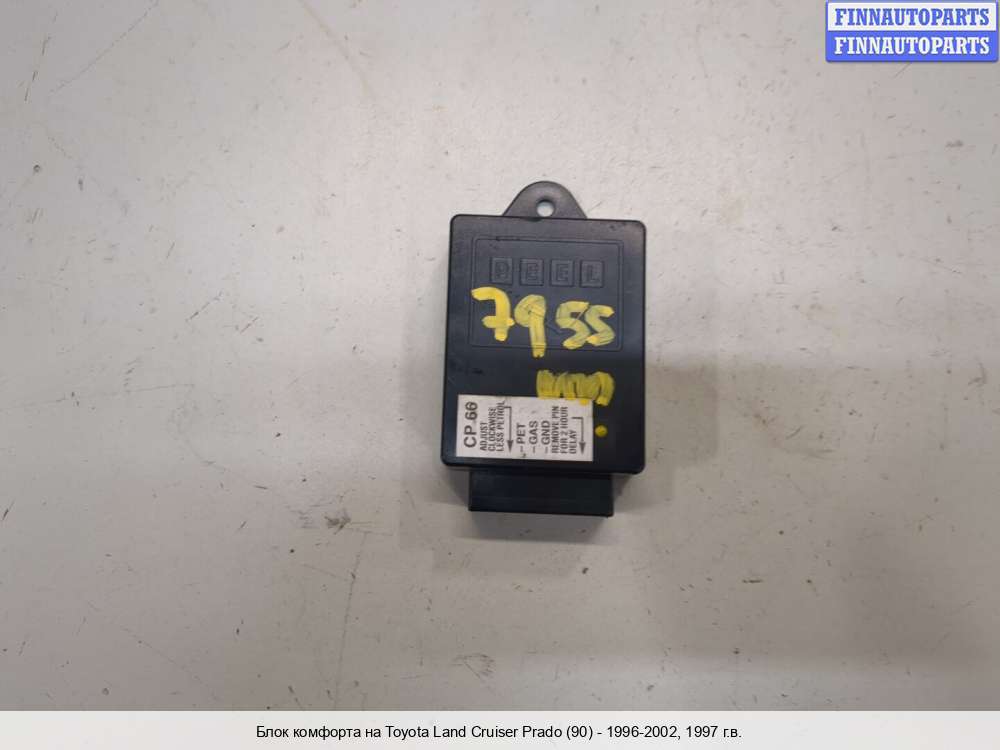 FINNAUTOPARTS
FINNAUTOPARTS
7955
CP.66
ADJUST
CLOCKWISE
LESS PETROL
- PET
- GAS
- GND
REMOVE PIN
FOR 2 HOUR
DELAY
Блок комфорта на Toyota Land Cruiser Prado (90) - 1996-2002, 1997 г.в.